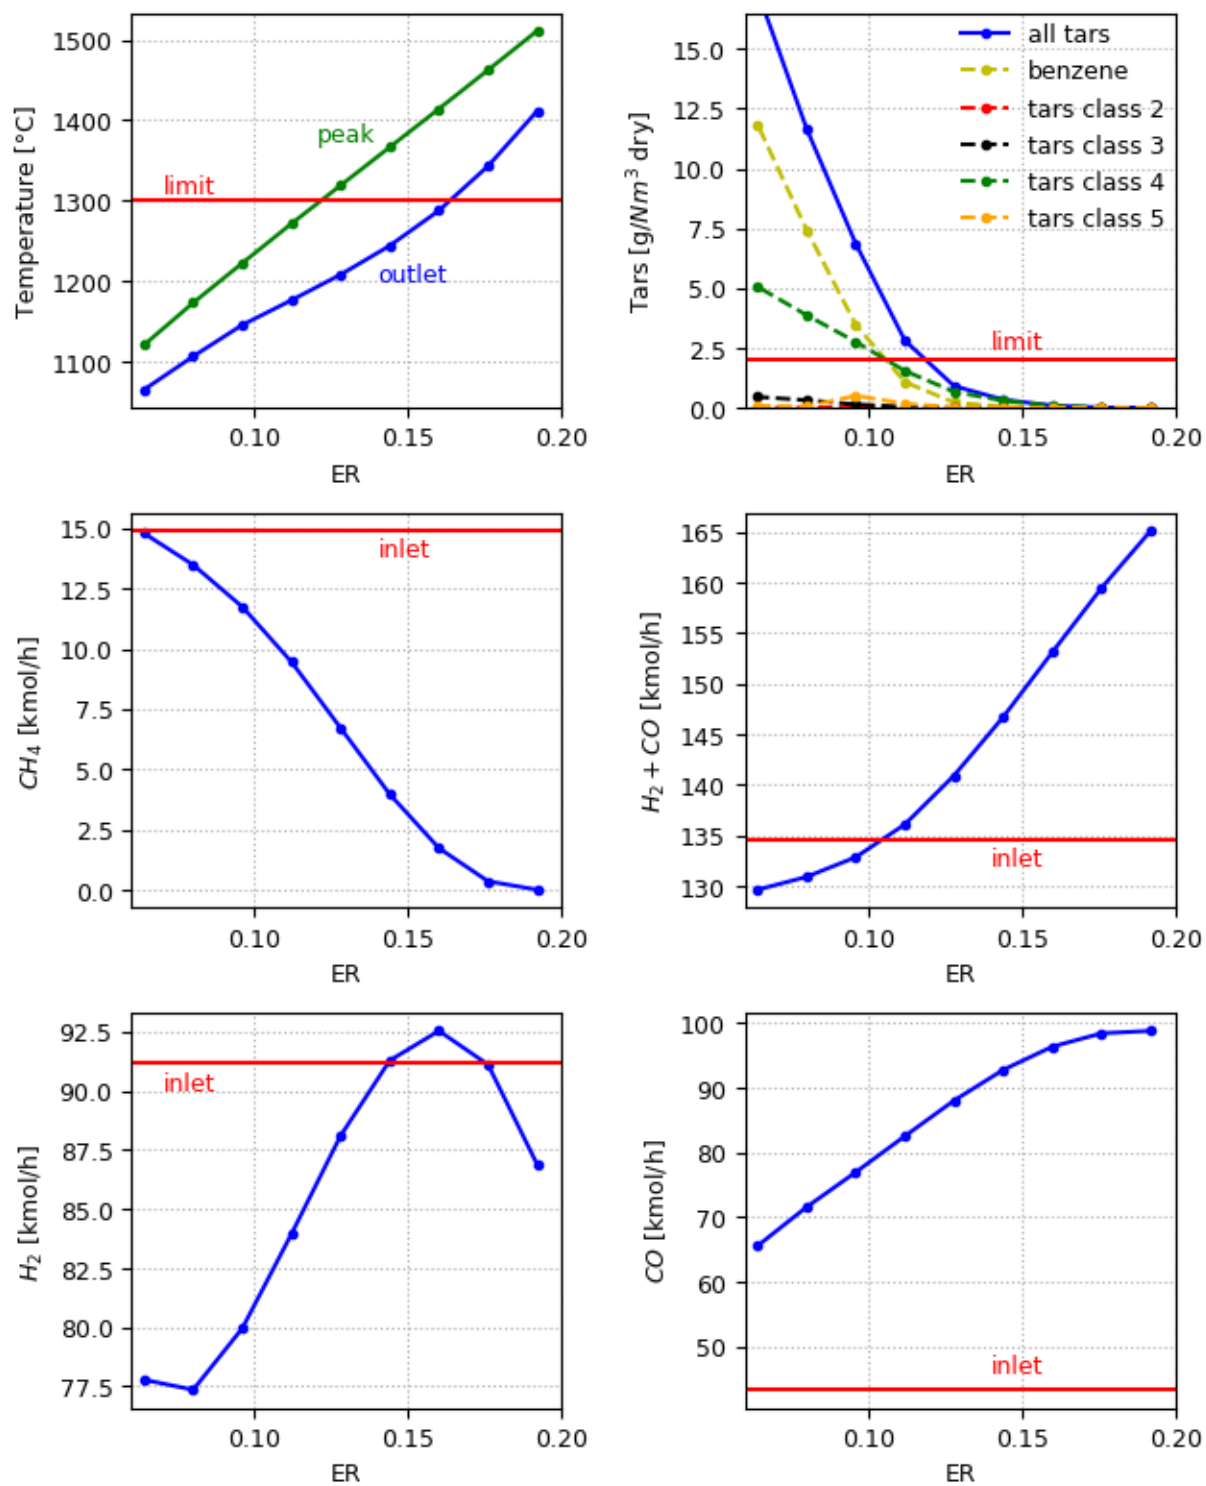 1500
1400
1300
1200
1100
Temperature [°C]
peak
limit
outlet
0.10
0.15
0.20
ER
15.0
12.5
10.0
7.5
5.0
2.5
0.0
Tars [g/Nm³ dry]
all tars
benzene
tars class 2
tars class 3
tars class 4
tars class 5
limit
0.10
0.15
0.20
ER
15.0
12.5
10.0
7.5
5.0
2.5
0.0
CH₄ [kmol/h]
inlet
0.10
0.15
0.20
ER
165
160
155
150
145
140
135
130
H₂ + CO [kmol/h]
inlet
0.10
0.15
0.20
ER
92.5
90.0
87.5
85.0
82.5
80.0
77.5
H₂ [kmol/h]
inlet
0.10
0.15
0.20
ER
100
90
80
70
60
50
CO [kmol/h]
inlet
0.10
0.15
0.20
ER